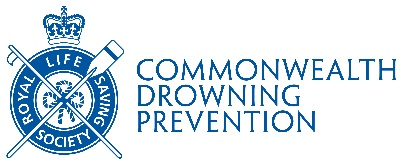 ROYAL LIFE SAVING SOCIETY
COMMONWEALTH
DROWNING
PREVENTION